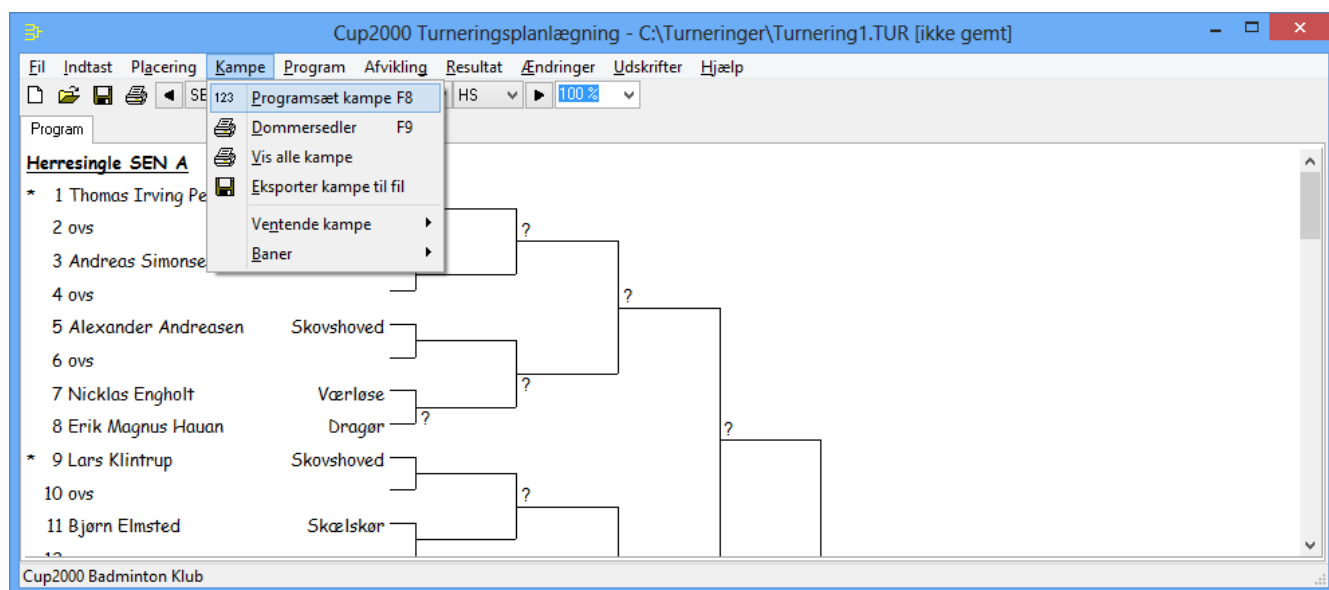 Cup2000 Turneringsplanlægning - C:\Turneringer\Turnering1.TUR [ikke gemt]
Fil Indtast Placering Kampe Program Afvikling Resultat Ændringer Udskrifter Hjælp
SE HS 100 %
123 Programsæt kampe F8
Dommersedler F9
Vis alle kampe
Eksporter kampe til fil
Ventende kampe
Baner
Program
Herresingle SEN A
* 1 Thomas Irving Pe
2 ovs
?
3 Andreas Simonse
4 ovs
?
5 Alexander Andreasen Skovshoved
6 ovs
?
7 Nicklas Engholt Værløse
?
8 Erik Magnus Hauan Dragør
?
* 9 Lars Klintrup Skovshoved
10 ovs
?
11 Bjørn Elmsted Skælskør
Cup2000 Badminton Klub